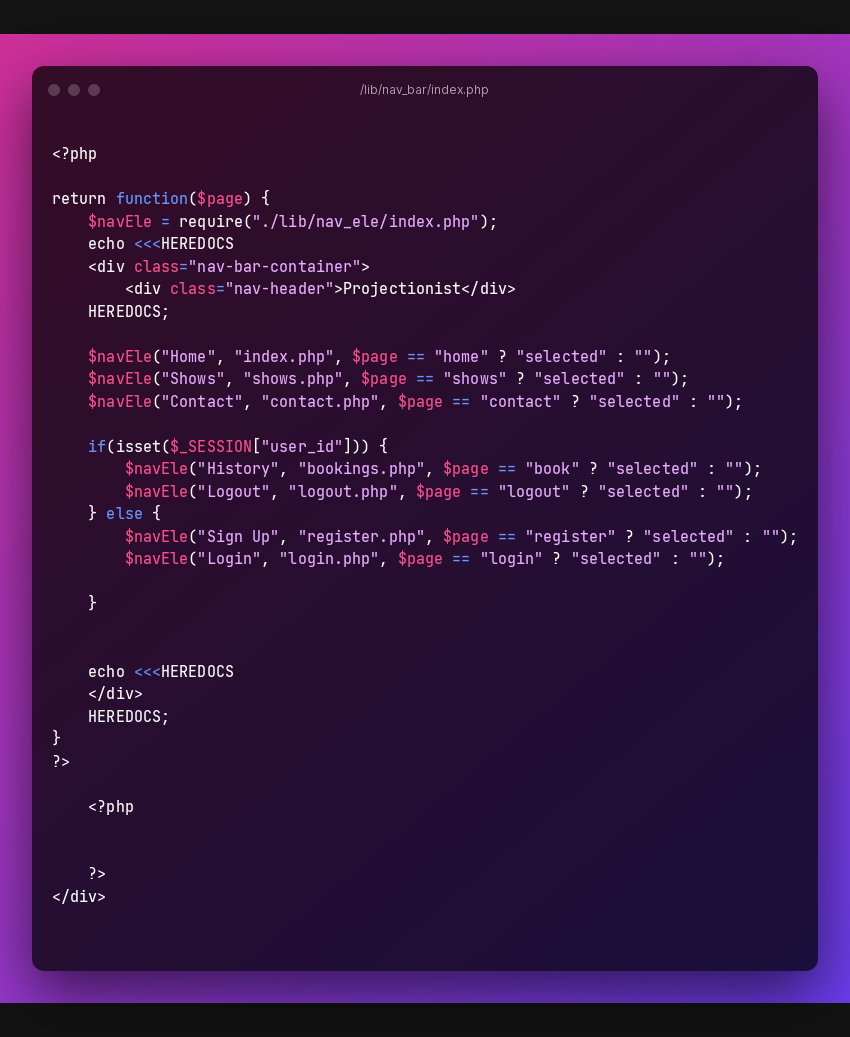 /lib/nav_bar/index.php
<?php
return function($page) {
    $navEle = require("./lib/nav_ele/index.php");
    echo <<<HEREDOCS
    <div class="nav-bar-container">
        <div class="nav-header">Projectionist</div>
    HEREDOCS;
    $navEle("Home", "index.php", $page == "home" ? "selected" : "");
    $navEle("Shows", "shows.php", $page == "shows" ? "selected" : "");
    $navEle("Contact", "contact.php", $page == "contact" ? "selected" : "");
    if(isset($_SESSION["user_id"])) {
        $navEle("History", "bookings.php", $page == "book" ? "selected" : "");
        $navEle("Logout", "logout.php", $page == "logout" ? "selected" : "");
    } else {
        $navEle("Sign Up", "register.php", $page == "register" ? "selected" : "");
        $navEle("Login", "login.php", $page == "login" ? "selected" : "");
    }
    echo <<<HEREDOCS
    </div>
    HEREDOCS;
}
?>
    <?php
    ?>
</div>